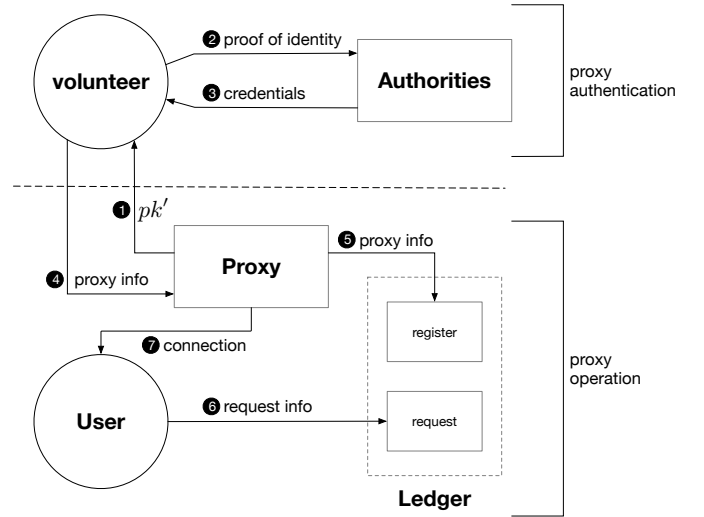 2 proof of identity
volunteer
Authorities
proxy
authentication
3 credentials
1 pk′
5 proxy info
Proxy
4 proxy info
register
7 connection
proxy
operation
6 request info
User
request
Ledger